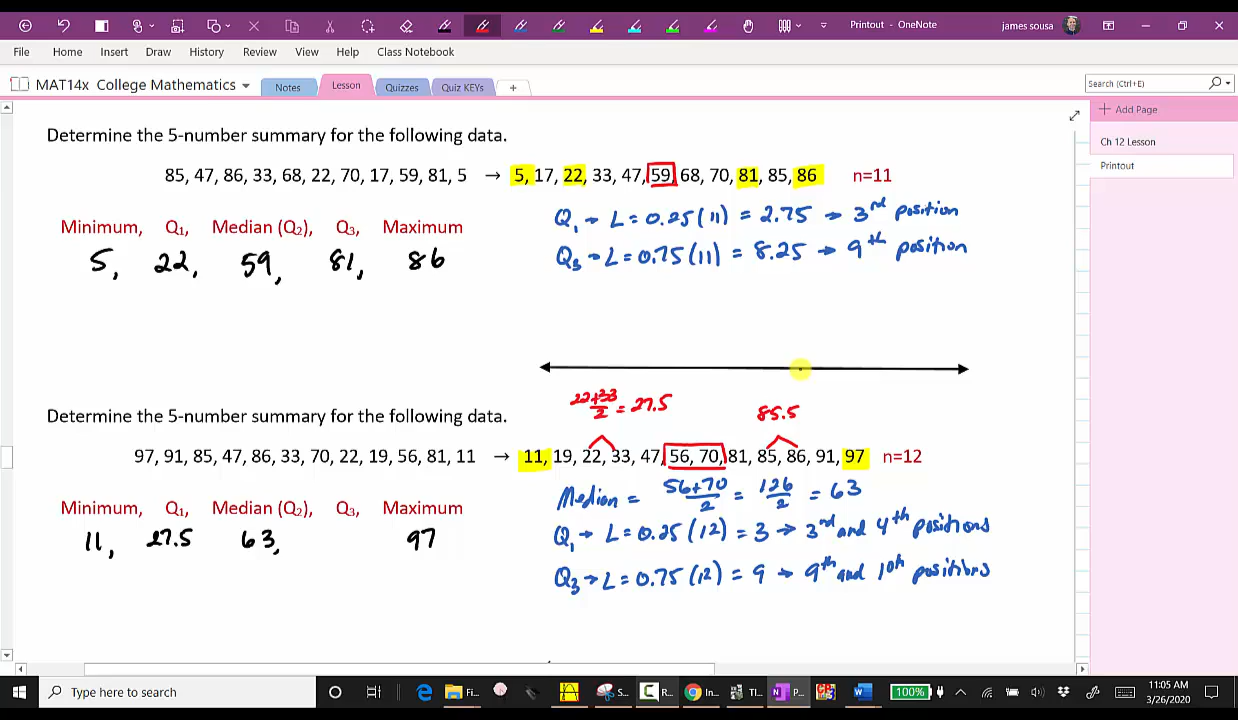 Printout - OneNote
james sousa
File Home Insert Draw History Review View Help Class Notebook
MAT14x College Mathematics
Notes Lesson Quizzes Quiz KEYs +
Search (Ctrl+E)
Add Page
Ch 12 Lesson
Printout
Determine the 5-number summary for the following data.
85, 47, 86, 33, 68, 22, 70, 17, 59, 81, 5 → 5, 17, 22, 33, 47, 59, 68, 70, 81, 85, 86 n=11
Q₁ → L = 0.25(11) = 2.75 → 3rd position
Minimum, Q₁, Median (Q₂), Q₃, Maximum
Q₃ → L = 0.75(11) = 8.25 → 9th position
5, 22, 59, 81, 86
22+33/2 = 27.5
85.5
Determine the 5-number summary for the following data.
97, 91, 85, 47, 86, 33, 70, 22, 19, 56, 81, 11 → 11, 19, 22, 33, 47, 56, 70, 81, 85, 86, 91, 97 n=12
Median = 56+70/2 = 126/2 = 63
Minimum, Q₁, Median (Q₂), Q₃, Maximum
Q₁ → L = 0.25(12) = 3 → 3rd and 4th positions
11, 27.5 63, 97
Q₃ → L = 0.75(12) = 9 → 9th and 10th positions
Type here to search
Fi...
S...
R...
In...
TI...
P...
100%
11:05 AM
3/26/2020